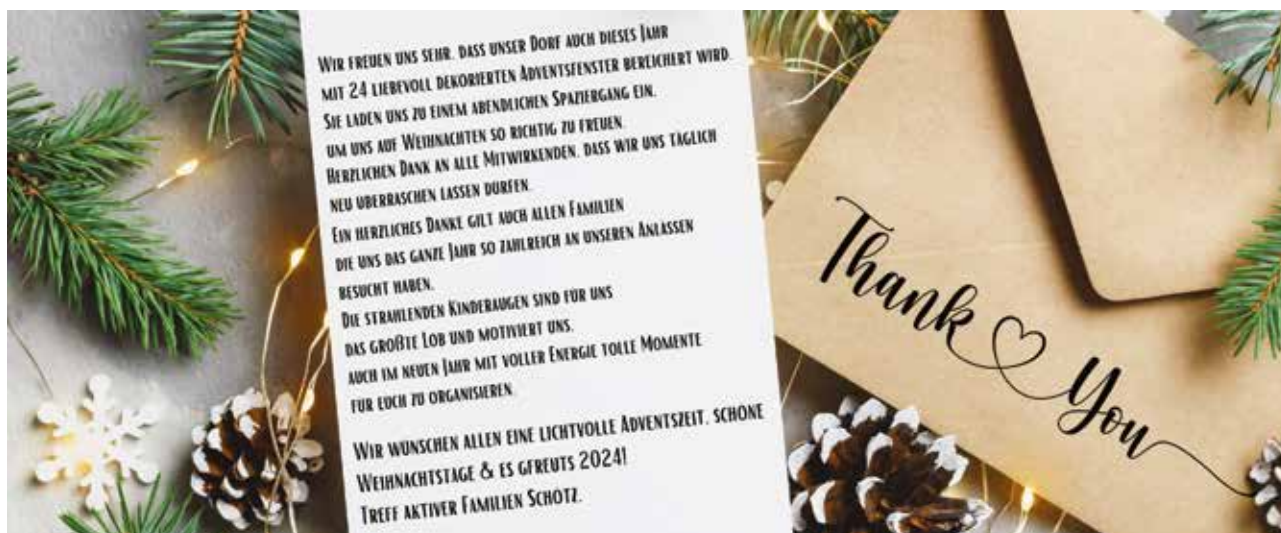 Wir freuen uns sehr, dass unser Dorf auch dieses Jahr
mit 24 liebevoll dekorierten Adventsfenster bereichert wird.
Sie laden uns zu einem abendlichen Spaziergang ein,
um uns auf Weihnachten so richtig zu freuen.
Herzlichen Dank an alle Mitwirkenden, dass wir uns täglich
neu überraschen lassen dürfen.
Ein herzliches Danke gilt auch allen Familien
die uns das ganze Jahr so zahlreich an unseren Anlässen
besucht haben.
Die strahlenden Kinderaugen sind für uns
das größte Lob und motiviert uns,
auch im neuen Jahr mit voller Energie tolle Momente
für euch zu organisieren.
Wir wünschen allen eine lichtvolle Adventszeit, schöne
Weihnachtstage & es gfreuts 2024!
Treff aktiver Familien Schötz.
Thank You